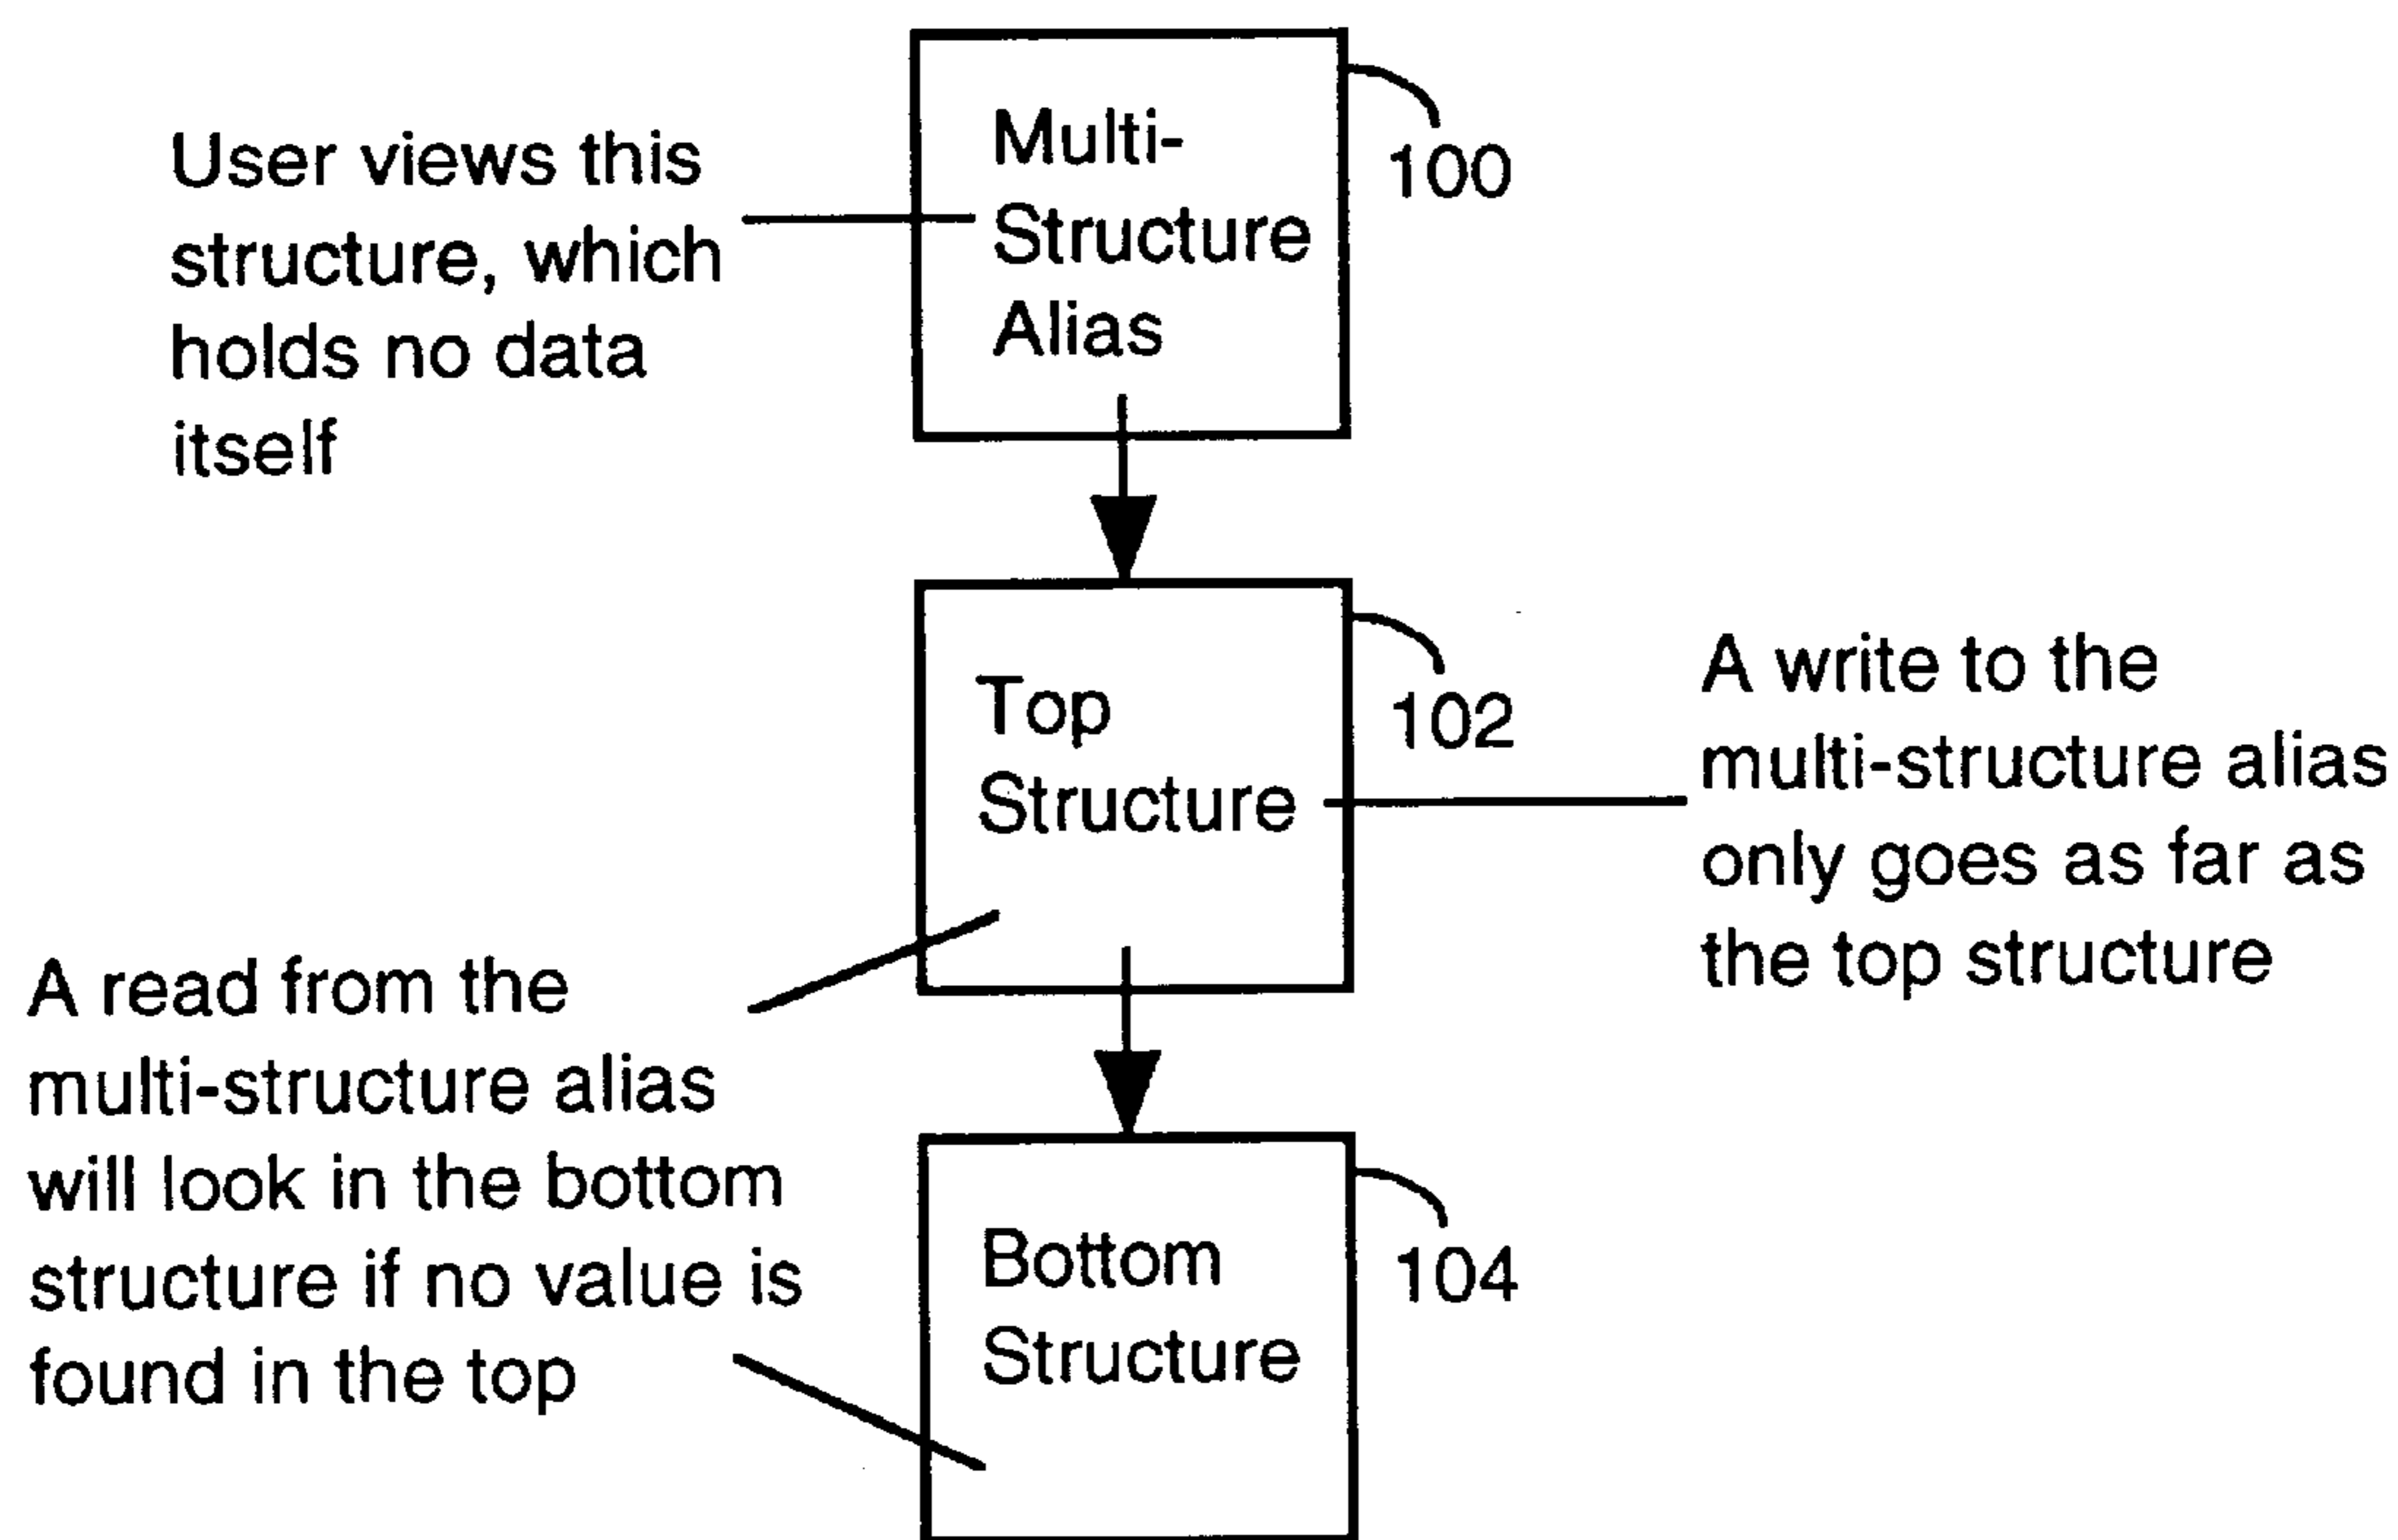 User views this
structure, which
holds no data
itself
Multi-
Structure
Alias
100
Top
Structure
102
A write to the
multi-structure alias
only goes as far as
the top structure
A read from the
multi-structure alias
will look in the bottom
structure if no value is
found in the top
Bottom
Structure
104